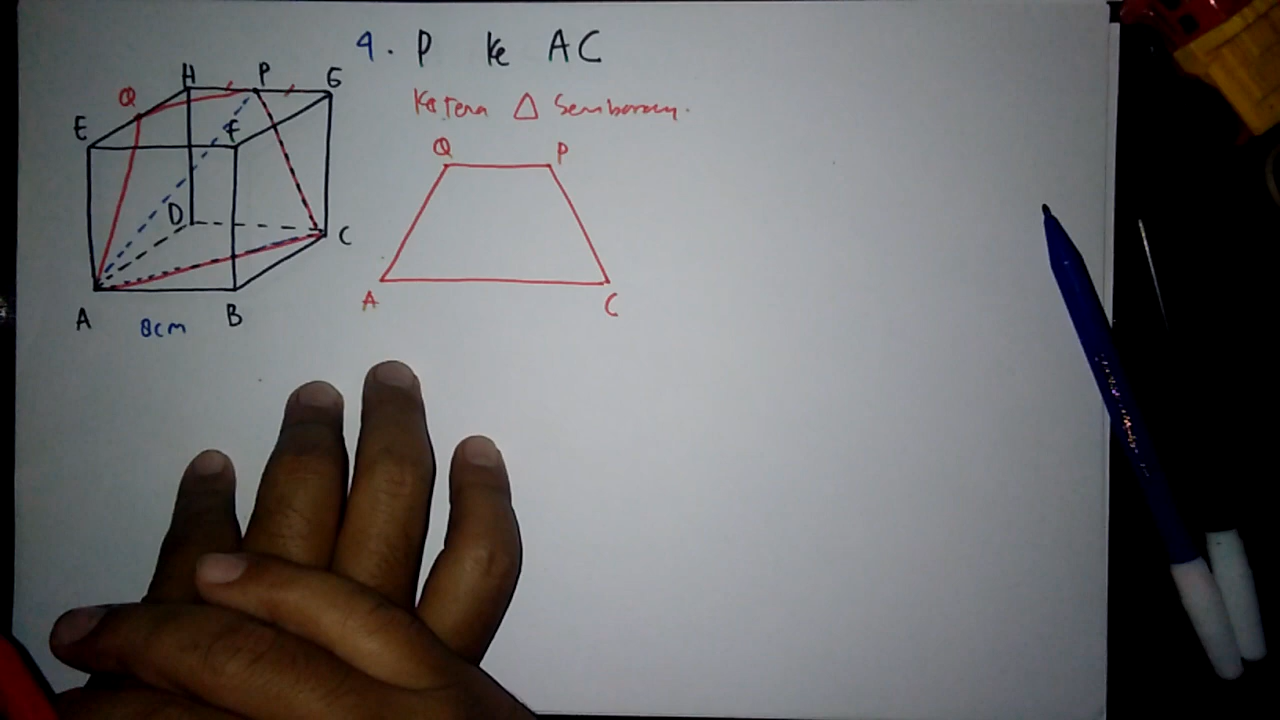 4. P ke AC
Karena △ Sembarang.
H P G
Q
E F
D
C
A B
8cm
Q P
A C